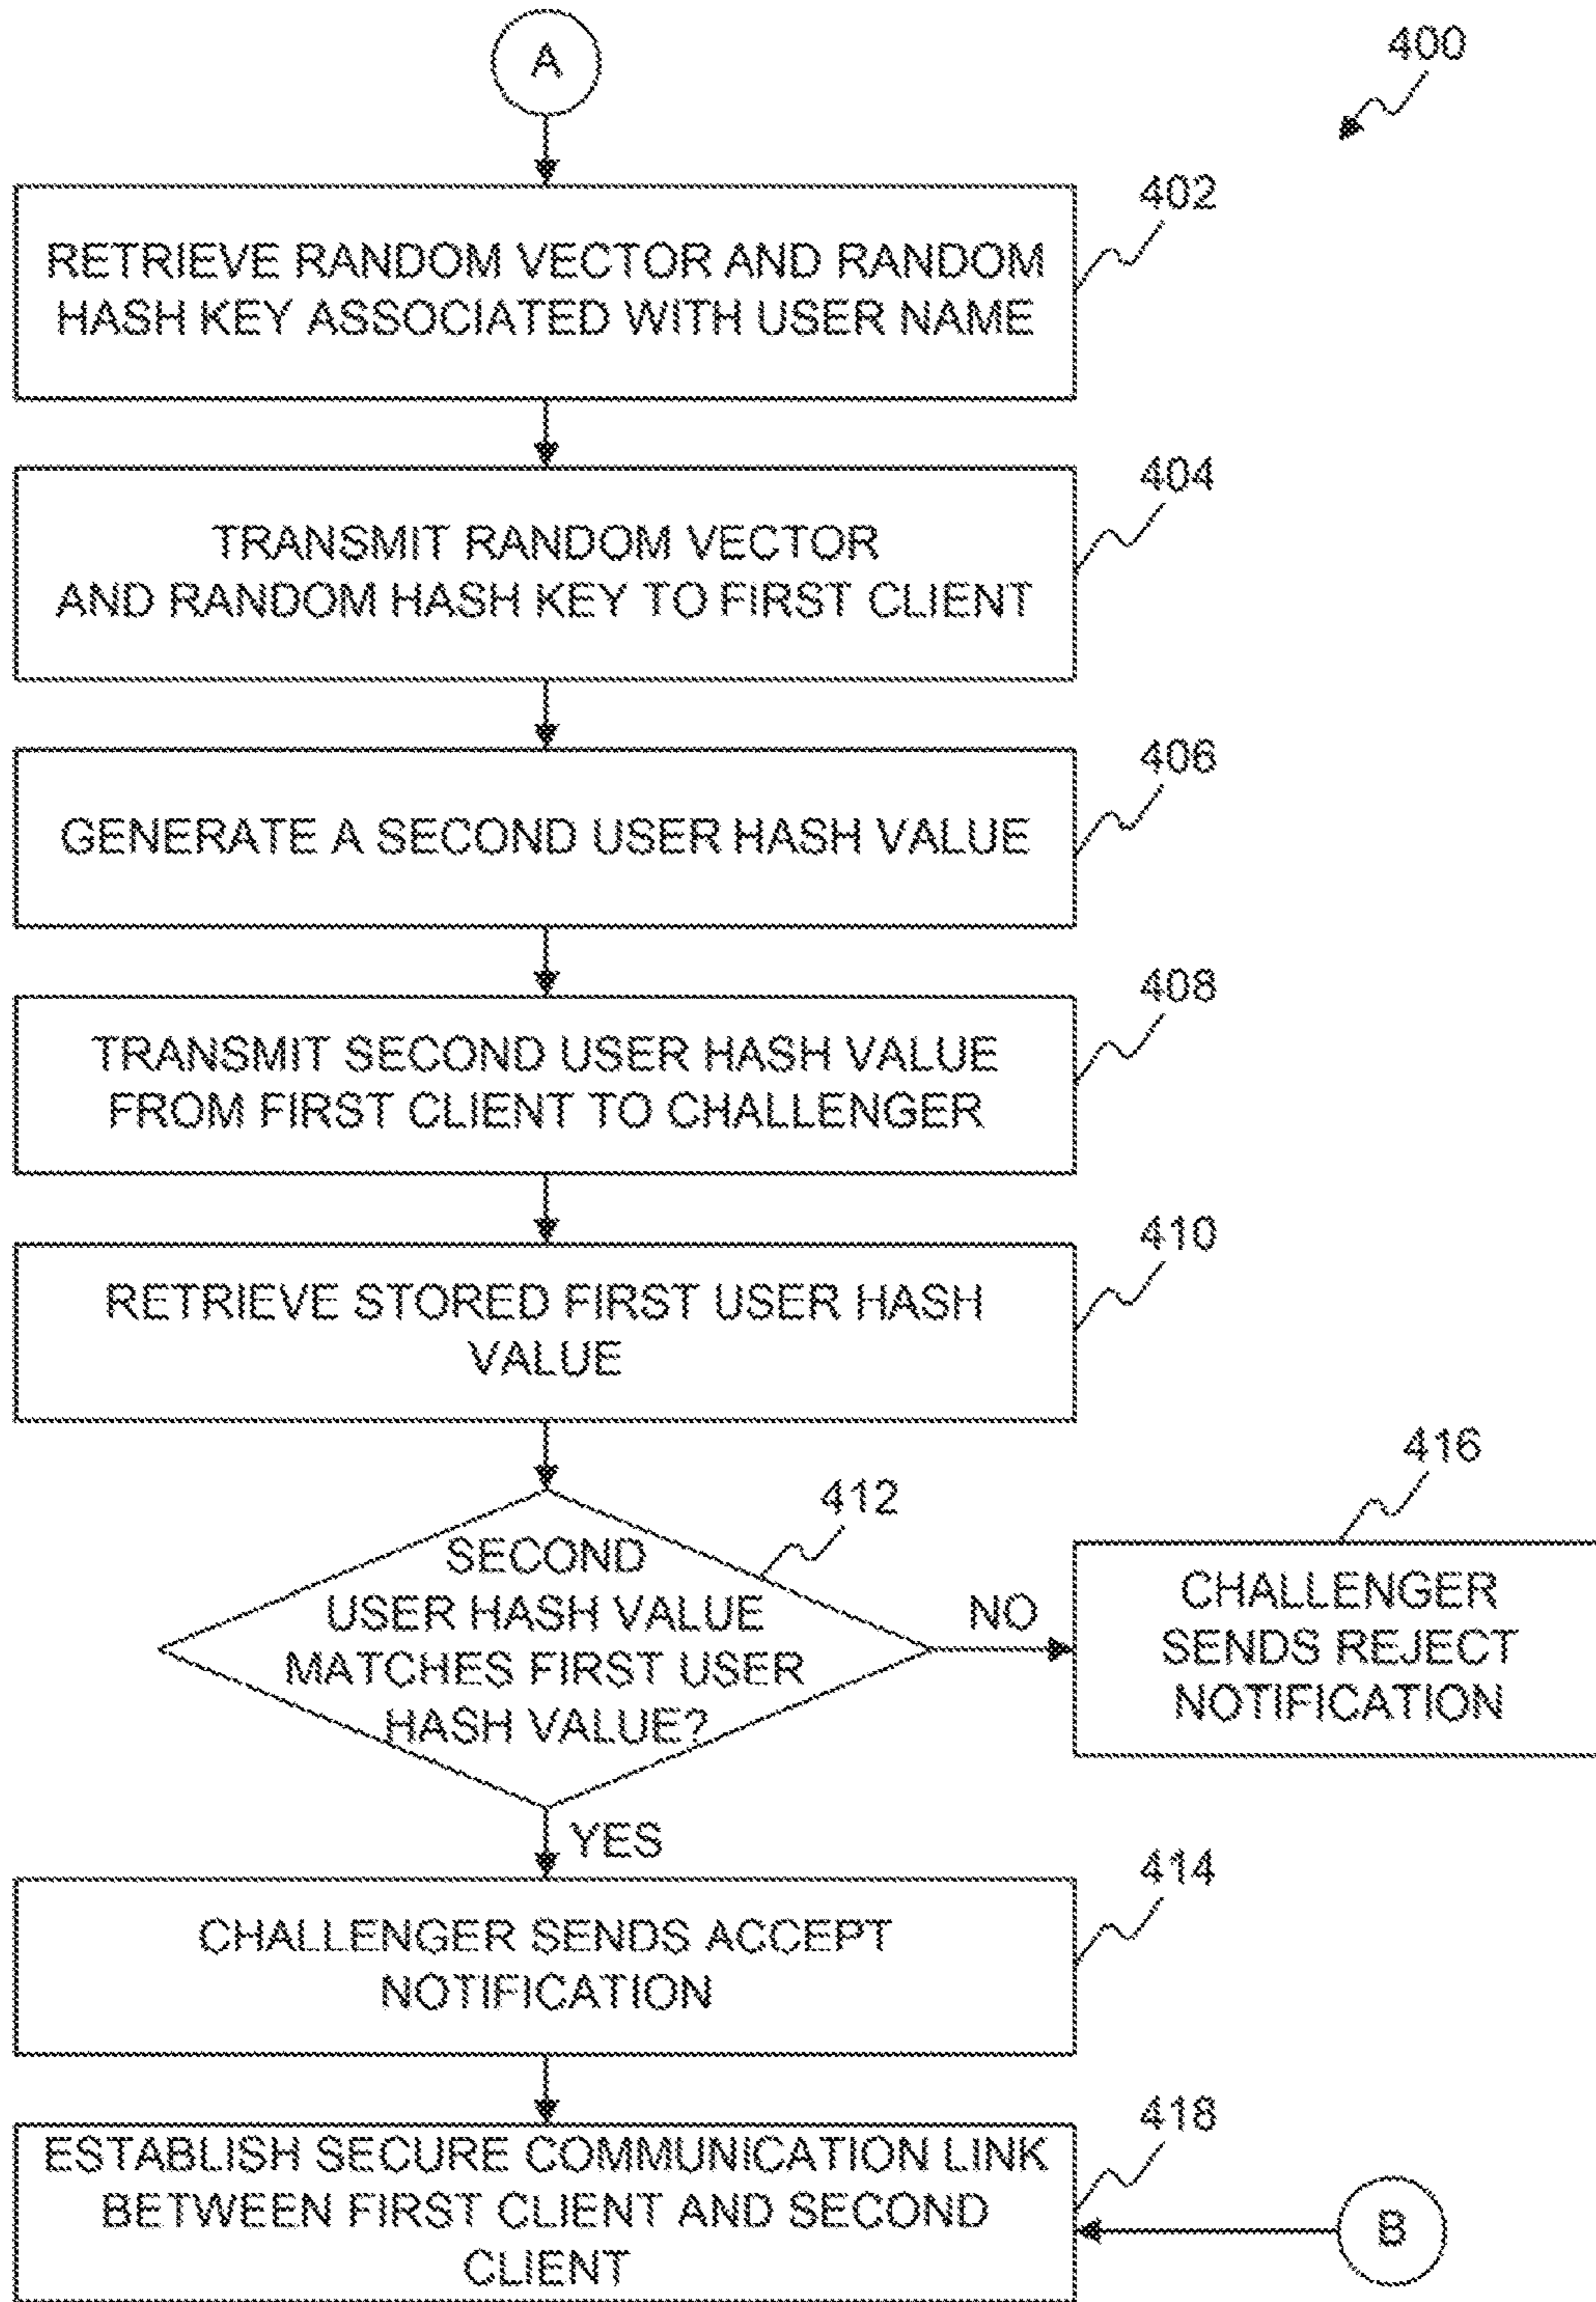 A
400
402
RETRIEVE RANDOM VECTOR AND RANDOM
HASH KEY ASSOCIATED WITH USER NAME
404
TRANSMIT RANDOM VECTOR
AND RANDOM HASH KEY TO FIRST CLIENT
406
GENERATE A SECOND USER HASH VALUE
408
TRANSMIT SECOND USER HASH VALUE
FROM FIRST CLIENT TO CHALLENGER
410
RETRIEVE STORED FIRST USER HASH
VALUE
412
SECOND
USER HASH VALUE
MATCHES FIRST USER
HASH VALUE?
NO
416
CHALLENGER
SENDS REJECT
NOTIFICATION
YES
414
CHALLENGER SENDS ACCEPT
NOTIFICATION
418
ESTABLISH SECURE COMMUNICATION LINK
BETWEEN FIRST CLIENT AND SECOND
CLIENT
B